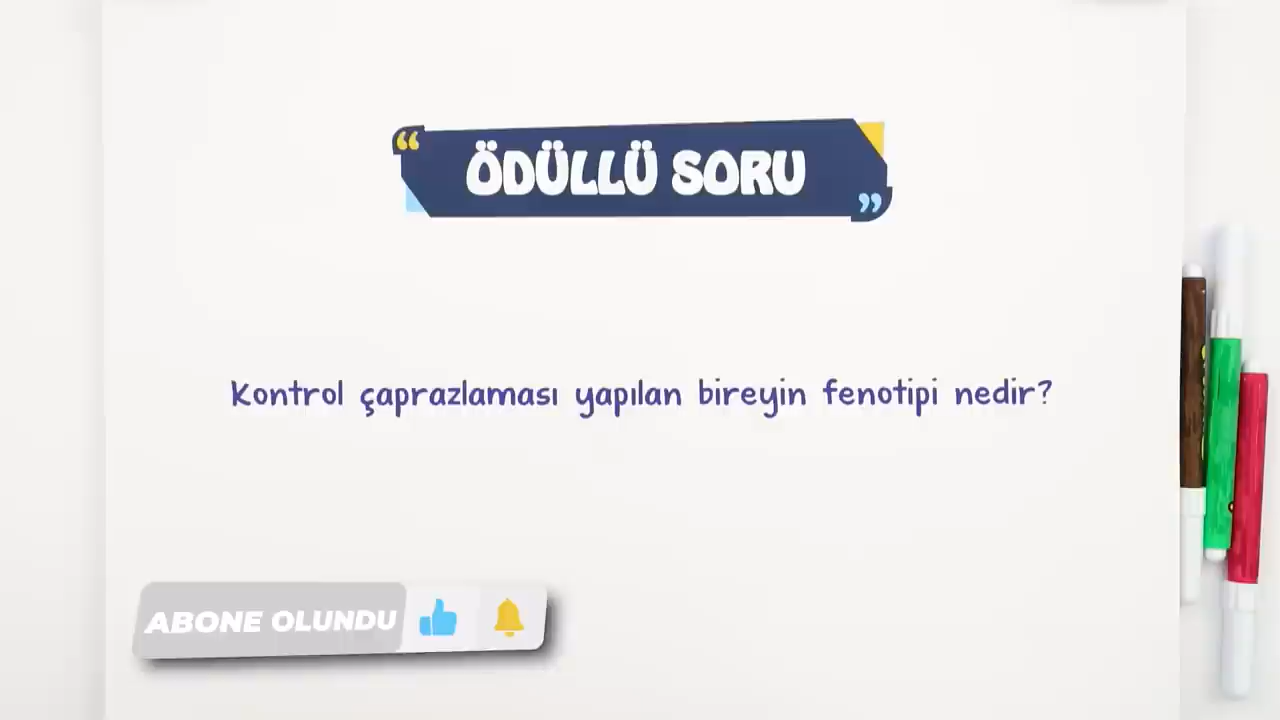 ÖDÜLLÜ SORU
Kontrol çaprazlaması yapılan bireyin fenotipi nedir?
ABONE OLUNDU